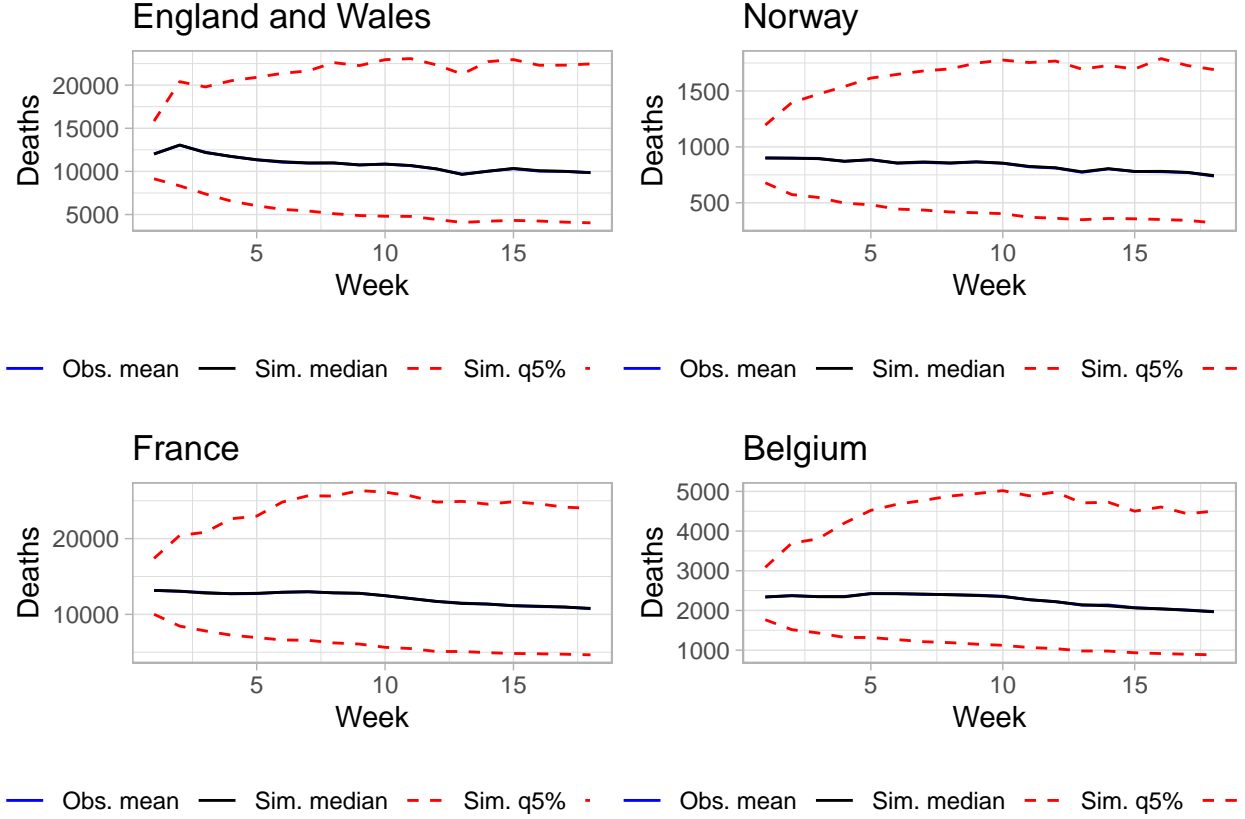 England and Wales
Norway
Deaths
20000
15000
10000
5000
5 10 15
Week
Deaths
1500
1000
500
5 10 15
Week
Obs. mean Sim. median Sim. q5%
Obs. mean Sim. median Sim. q5%
France
Belgium
Deaths
20000
10000
5 10 15
Week
Deaths
5000
4000
3000
2000
1000
5 10 15
Week
Obs. mean Sim. median Sim. q5%
Obs. mean Sim. median Sim. q5%